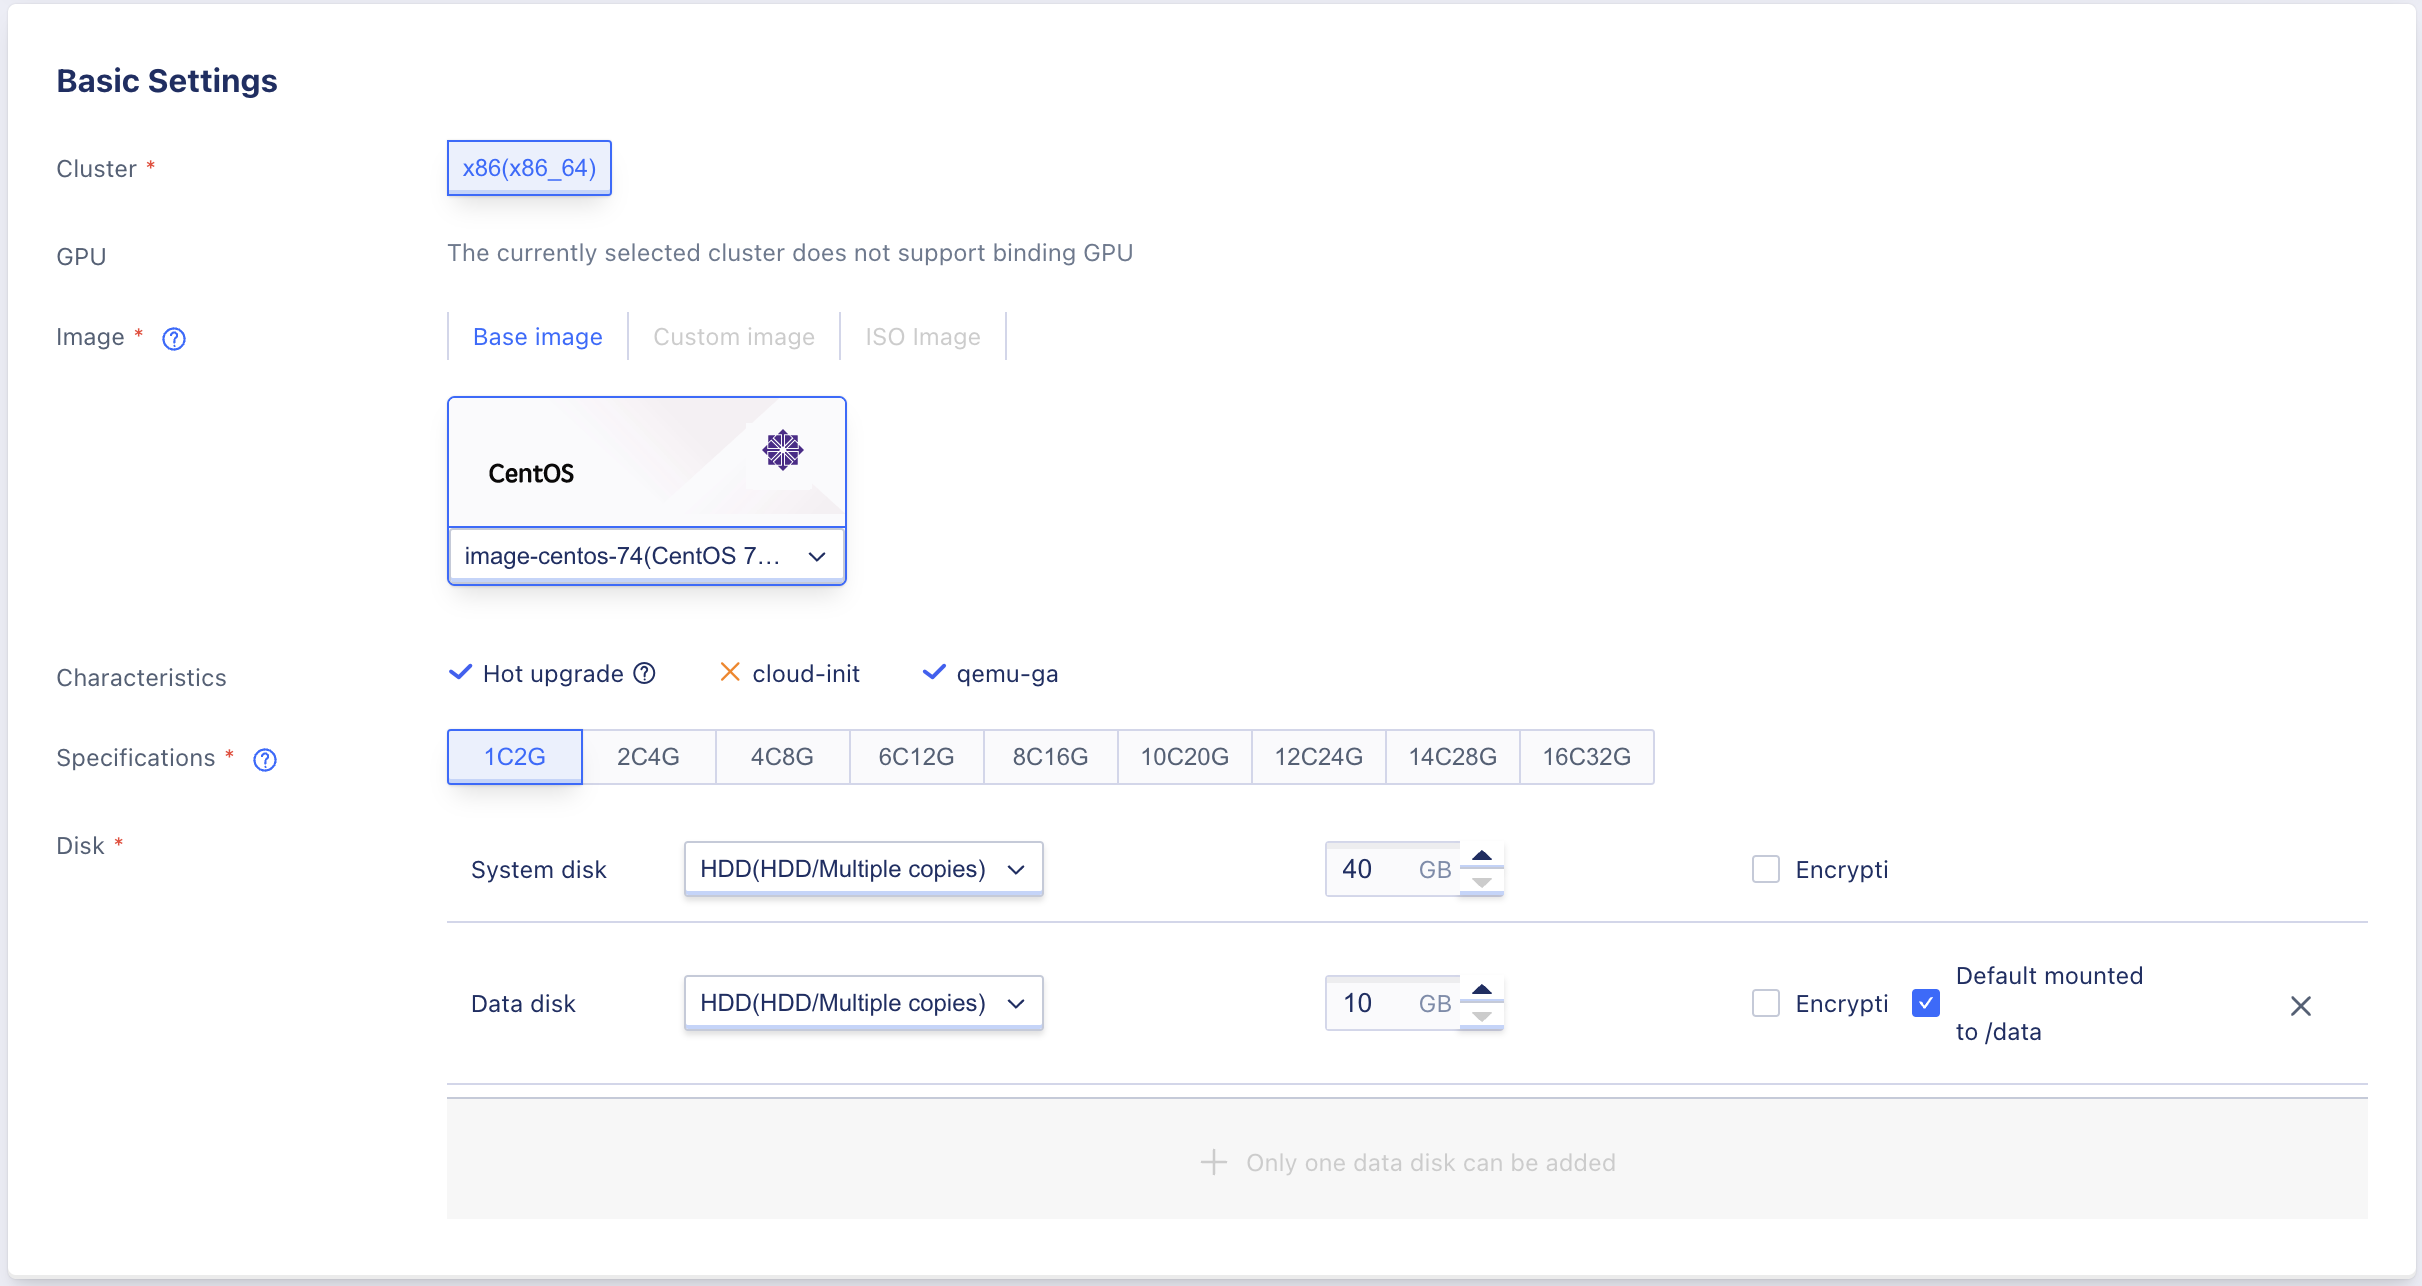 Basic Settings
Cluster *
x86(x86_64)
GPU
The currently selected cluster does not support binding GPU
Image *
Base image
Custom image
ISO Image
CentOS
image-centos-74(CentOS 7...
Characteristics
Hot upgrade
cloud-init
qemu-ga
Specifications *
1C2G
2C4G
4C8G
6C12G
8C16G
10C20G
12C24G
14C28G
16C32G
Disk *
System disk
HDD(HDD/Multiple copies)
40 GB
Encrypti
Data disk
HDD(HDD/Multiple copies)
10 GB
Encrypti
Default mounted
to /data
Only one data disk can be added